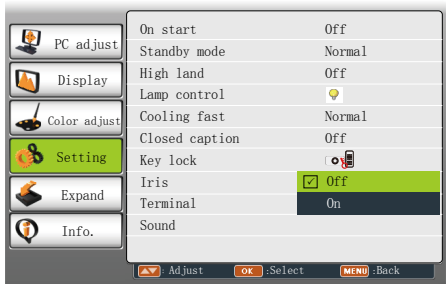 PC adjust
Display
Color adjust
Setting
Expand
Info.
On start Off
Standby mode Normal
High land Off
Lamp control
Cooling fast Normal
Closed caption Off
Key lock
Iris Off
Terminal On
Sound
: Adjust OK :Select MENU :Back